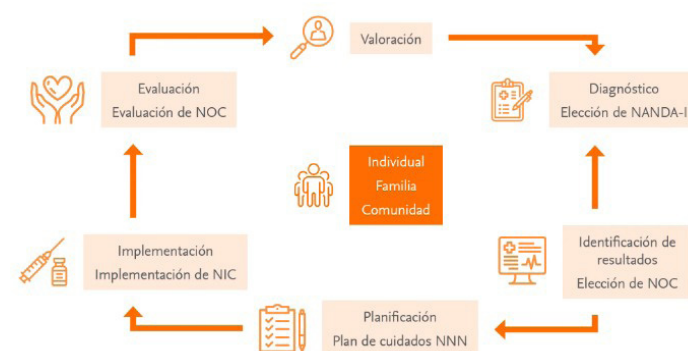 Valoración
Diagnóstico
Elección de NANDA-I
Identificación de
resultados
Elección de NOC
Planificación
Plan de cuidados NNN
Implementación
Implementación de NIC
Evaluación
Evaluación de NOC
Individual
Familia
Comunidad